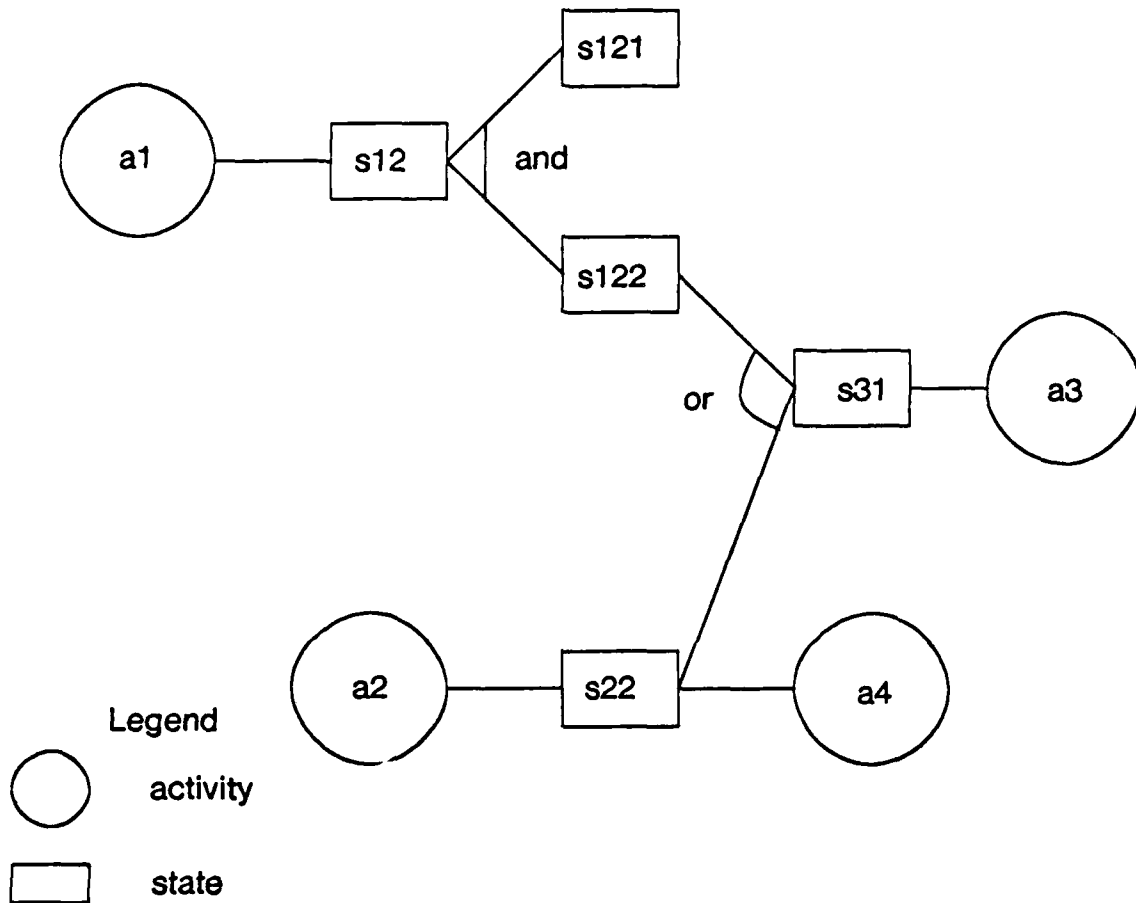 s121
a1
s12
and
s122
or
s31
a3
a2
s22
a4
Legend
activity
state